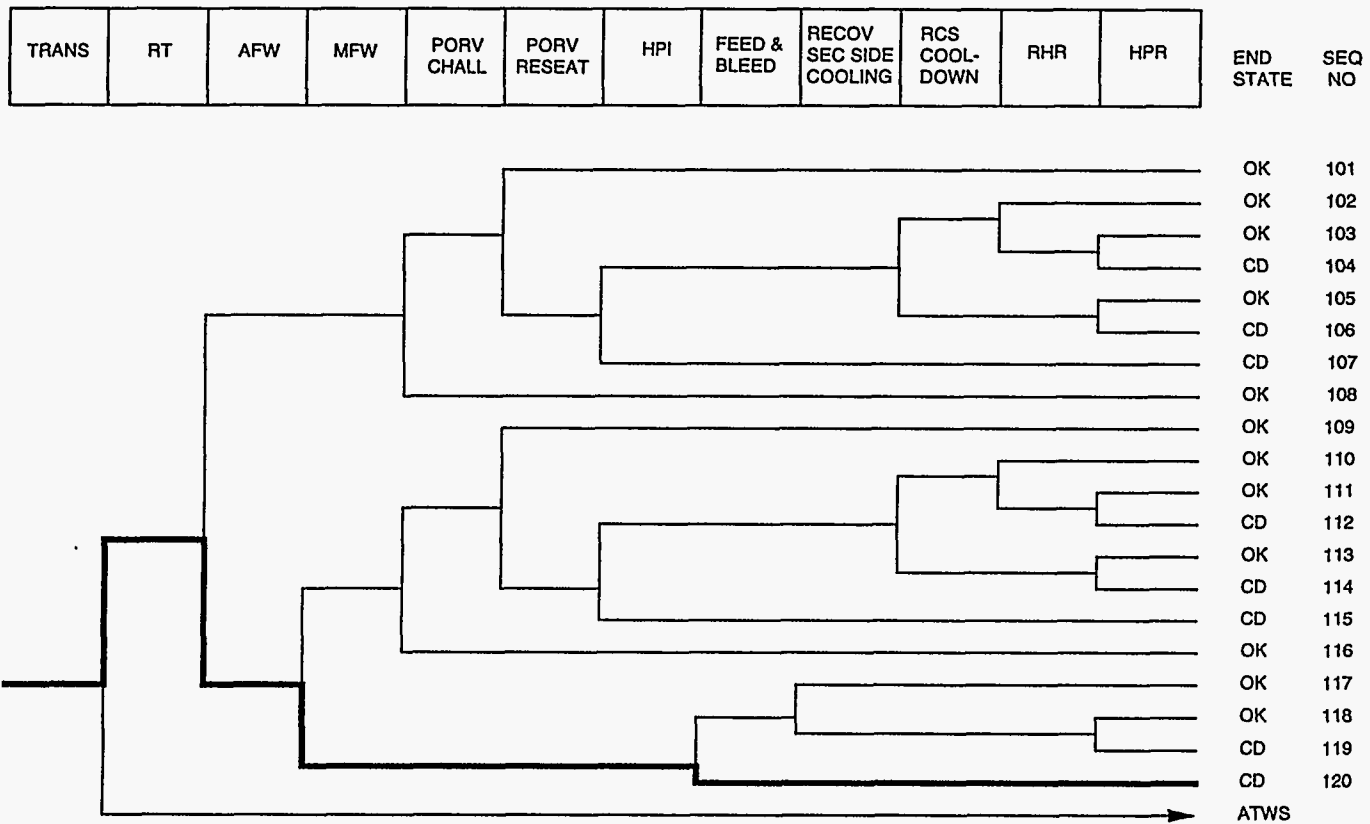 TRANS
RT
AFW
MFW
PORV
CHALL
PORV
RESEAT
HPI
FEED &
BLEED
RECOV
SEC SIDE
COOLING
RCS
COOL-
DOWN
RHR
HPR
END
STATE
SEQ
NO
OK 101
OK 102
OK 103
CD 104
OK 105
CD 106
CD 107
OK 108
OK 109
OK 110
OK 111
CD 112
OK 113
CD 114
CD 115
OK 116
OK 117
OK 118
CD 119
CD 120
ATWS